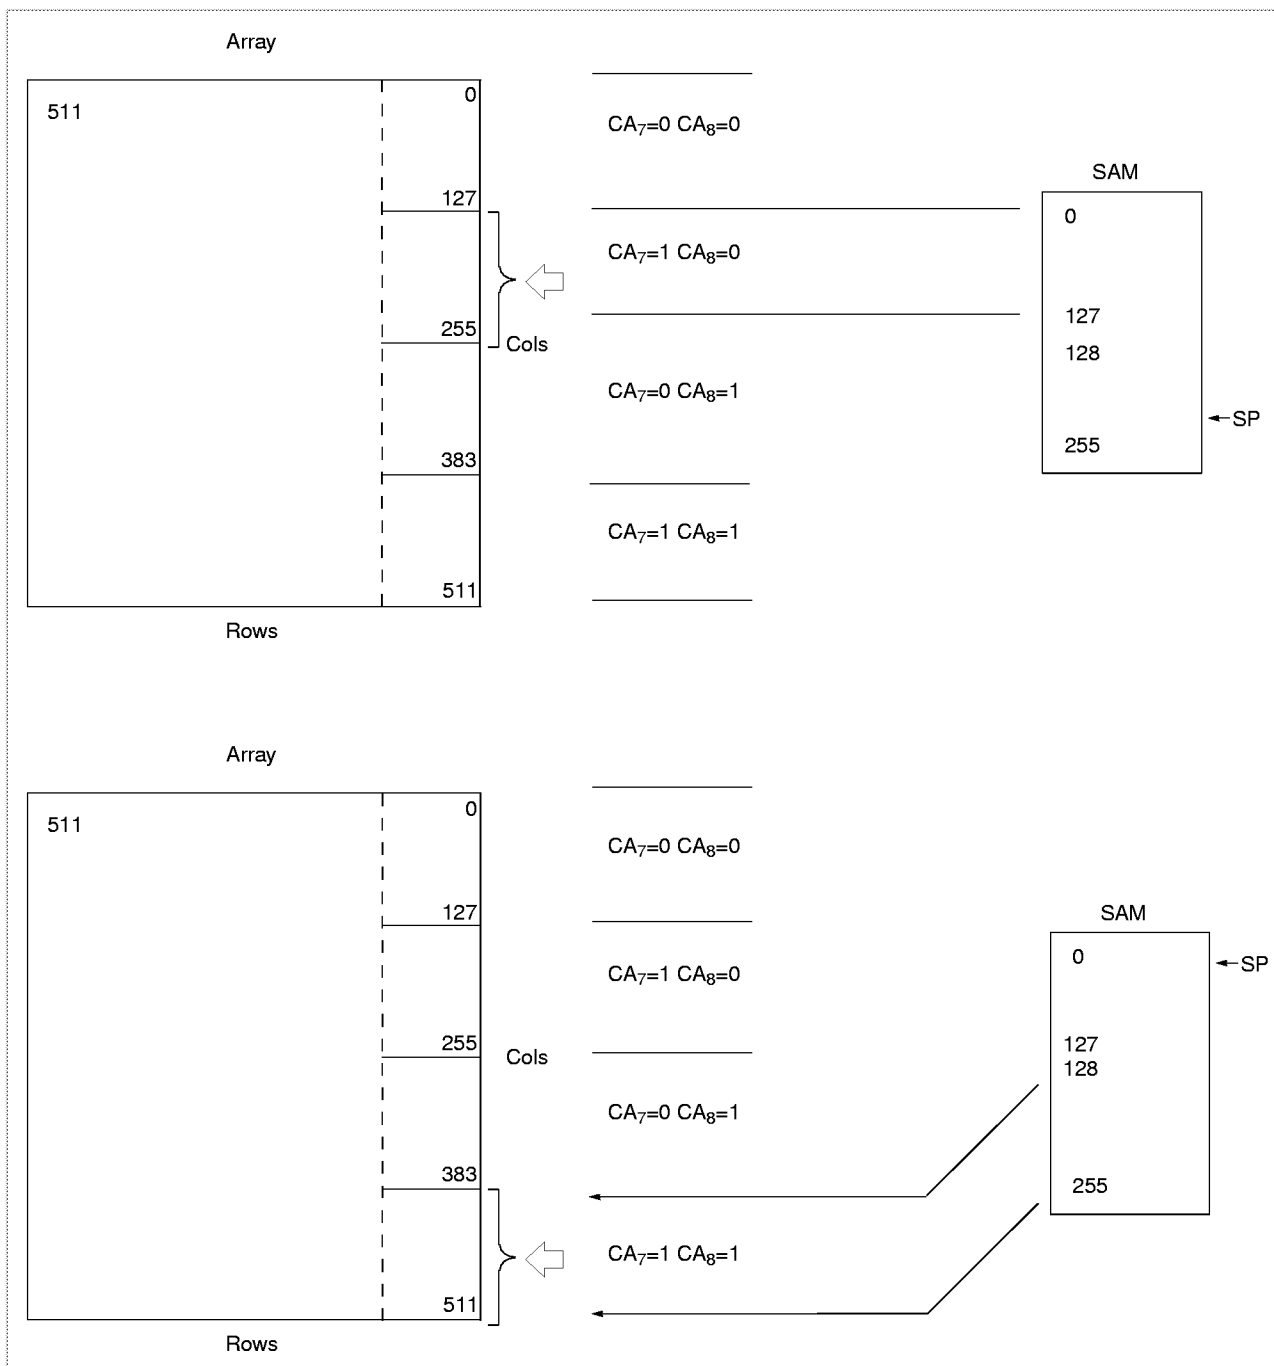 Array
511
0
CA7=0 CA8=0
SAM
127
0
CA7=1 CA8=0
127
255
Cols
128
CA7=0 CA8=1
SP
255
383
CA7=1 CA8=1
511
Rows
Array
0
511
CA7=0 CA8=0
127
SAM
0
SP
CA7=1 CA8=0
127
255
Cols
128
CA7=0 CA8=1
383
255
CA7=1 CA8=1
511
Rows